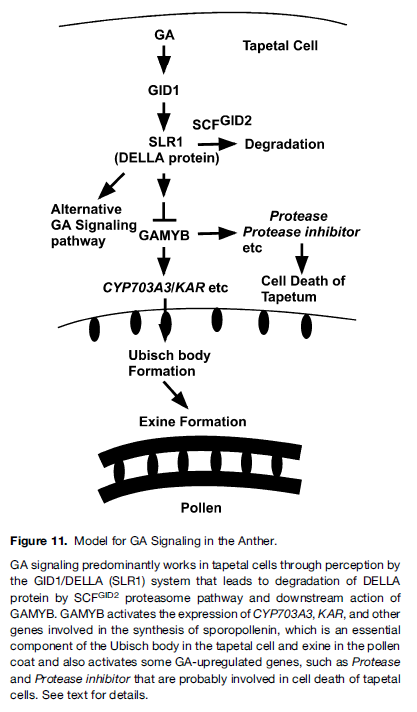 GA
Tapetal Cell
GID1
SCFGID2
SLR1
(DELLA protein)
Degradation
Alternative
GA Signaling
pathway
GAMYB
Protease
Protease inhibitor
etc
CYP703A3/KAR etc
Cell Death of
Tapetum
Ubisch body
Formation
Exine Formation
Pollen
Figure 11. Model for GA Signaling in the Anther.
GA signaling predominantly works in tapetal cells through perception by
the GID1/DELLA (SLR1) system that leads to degradation of DELLA
protein by SCFGID2 proteasome pathway and downstream action of
GAMYB. GAMYB activates the expression of CYP703A3, KAR, and other
genes involved in the synthesis of sporopollenin, which is an essential
component of the Ubisch body in the tapetal cell and exine in the pollen
coat and also activates some GA-upregulated genes, such as Protease
and Protease inhibitor that are probably involved in cell death of tapetal
cells. See text for details.